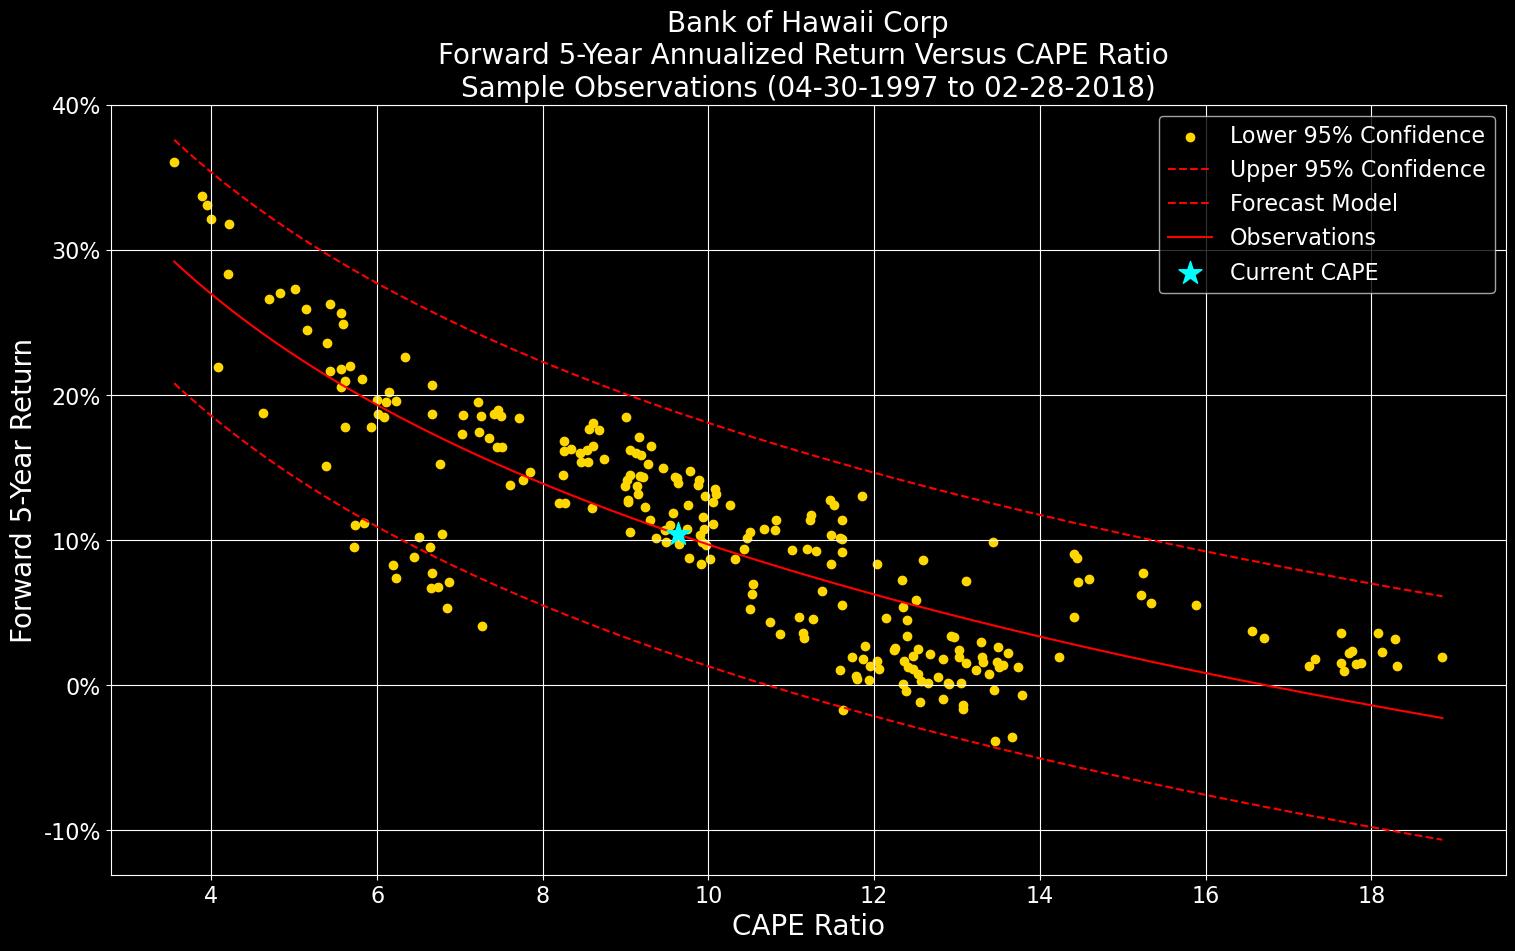 Bank of Hawaii Corp
Forward 5-Year Annualized Return Versus CAPE Ratio
Sample Observations (04-30-1997 to 02-28-2018)
Forward 5-Year Return
40%
30%
20%
10%
0%
-10%
Lower 95% Confidence
Upper 95% Confidence
Forecast Model
Observations
Current CAPE
4 6 8 10 12 14 16 18
CAPE Ratio